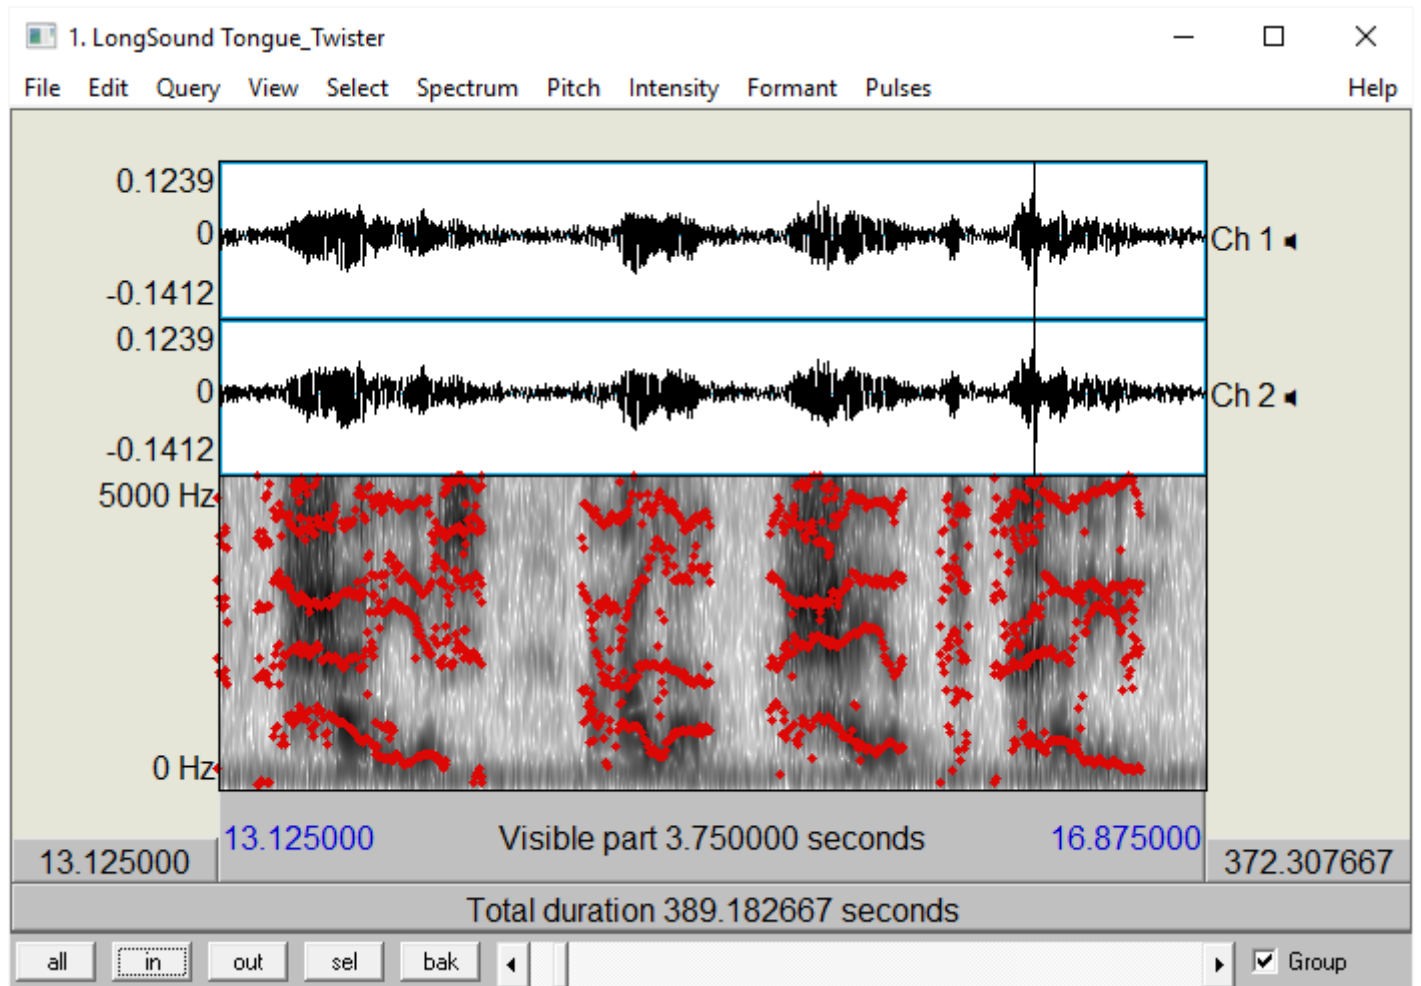 1. LongSound Tongue_Twister
File Edit Query View Select Spectrum Pitch Intensity Formant Pulses Help
0.1239
0
-0.1412
Ch 1
0.1239
0
-0.1412
Ch 2
5000 Hz
0 Hz
13.125000 Visible part 3.750000 seconds 16.875000
13.125000 372.307667
Total duration 389.182667 seconds
all in out sel bak Group